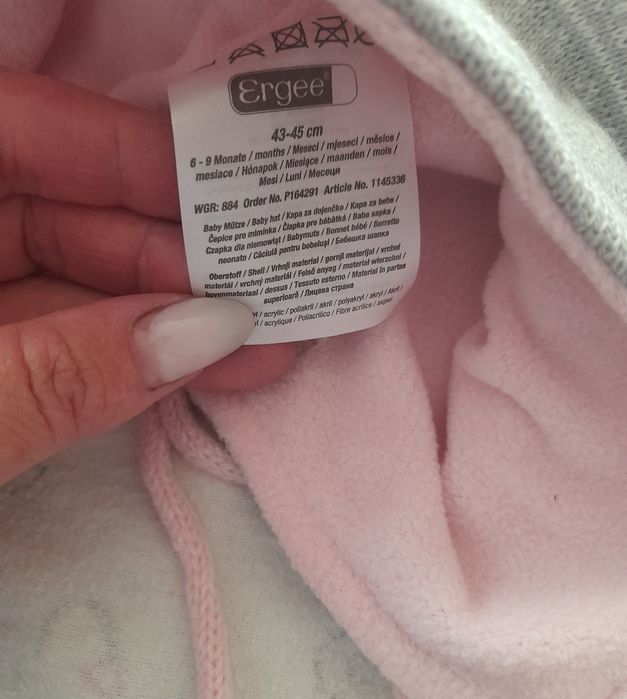 Ergee
43-45 cm
6 - 9 Monate / months / Meseci / mjeseci / měsíce /
mesiace / Hónapok / Miesiące / maanden / mois /
Mesi / Luni / Месеци
WGR: 884 Order No. P164291 Article No. 1145336
Baby Mütze / Baby hat / Kapa za dojenčke / Kapa za bebe /
Čepice pro miminka / Čiapka pre bábätká / Baba sapka /
Czapka dla niemowląt / Babymuts / Bonnet bébé / Berretto
neonato / Căciulă pentru bebeluși / Бебешка шапка
Oberstoff / Shell / Vrhnji material / gornji materijal / vrchní
materiál / vrchný materiál / Felső anyag / materiał wierzchni /
bovenmateriaal / dessus / Tessuto esterno / Material în partea
superioară / Лицева страна
/ acrylic / poliakril / akril / polyakryl / akryl / Akril /
/ acrylique / Poliacrilico / Fibre acrilice / акрил